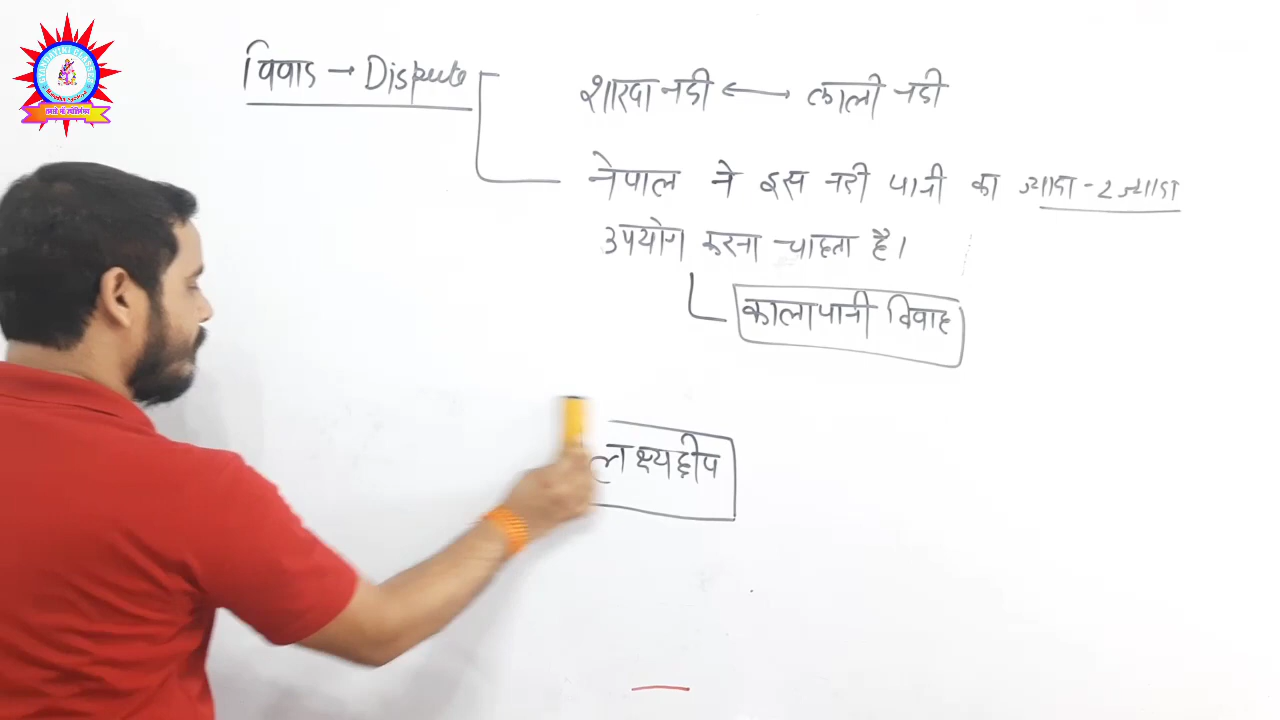 विवाद → Dispute
शारदा नदी ⟷ काली नदी
नेपाल ने इस नदी पानी का ज्यादा - 2 ज्यादा
उपयोग करना चाहता है।
कालापानी विवाद
लक्ष्यद्वीप